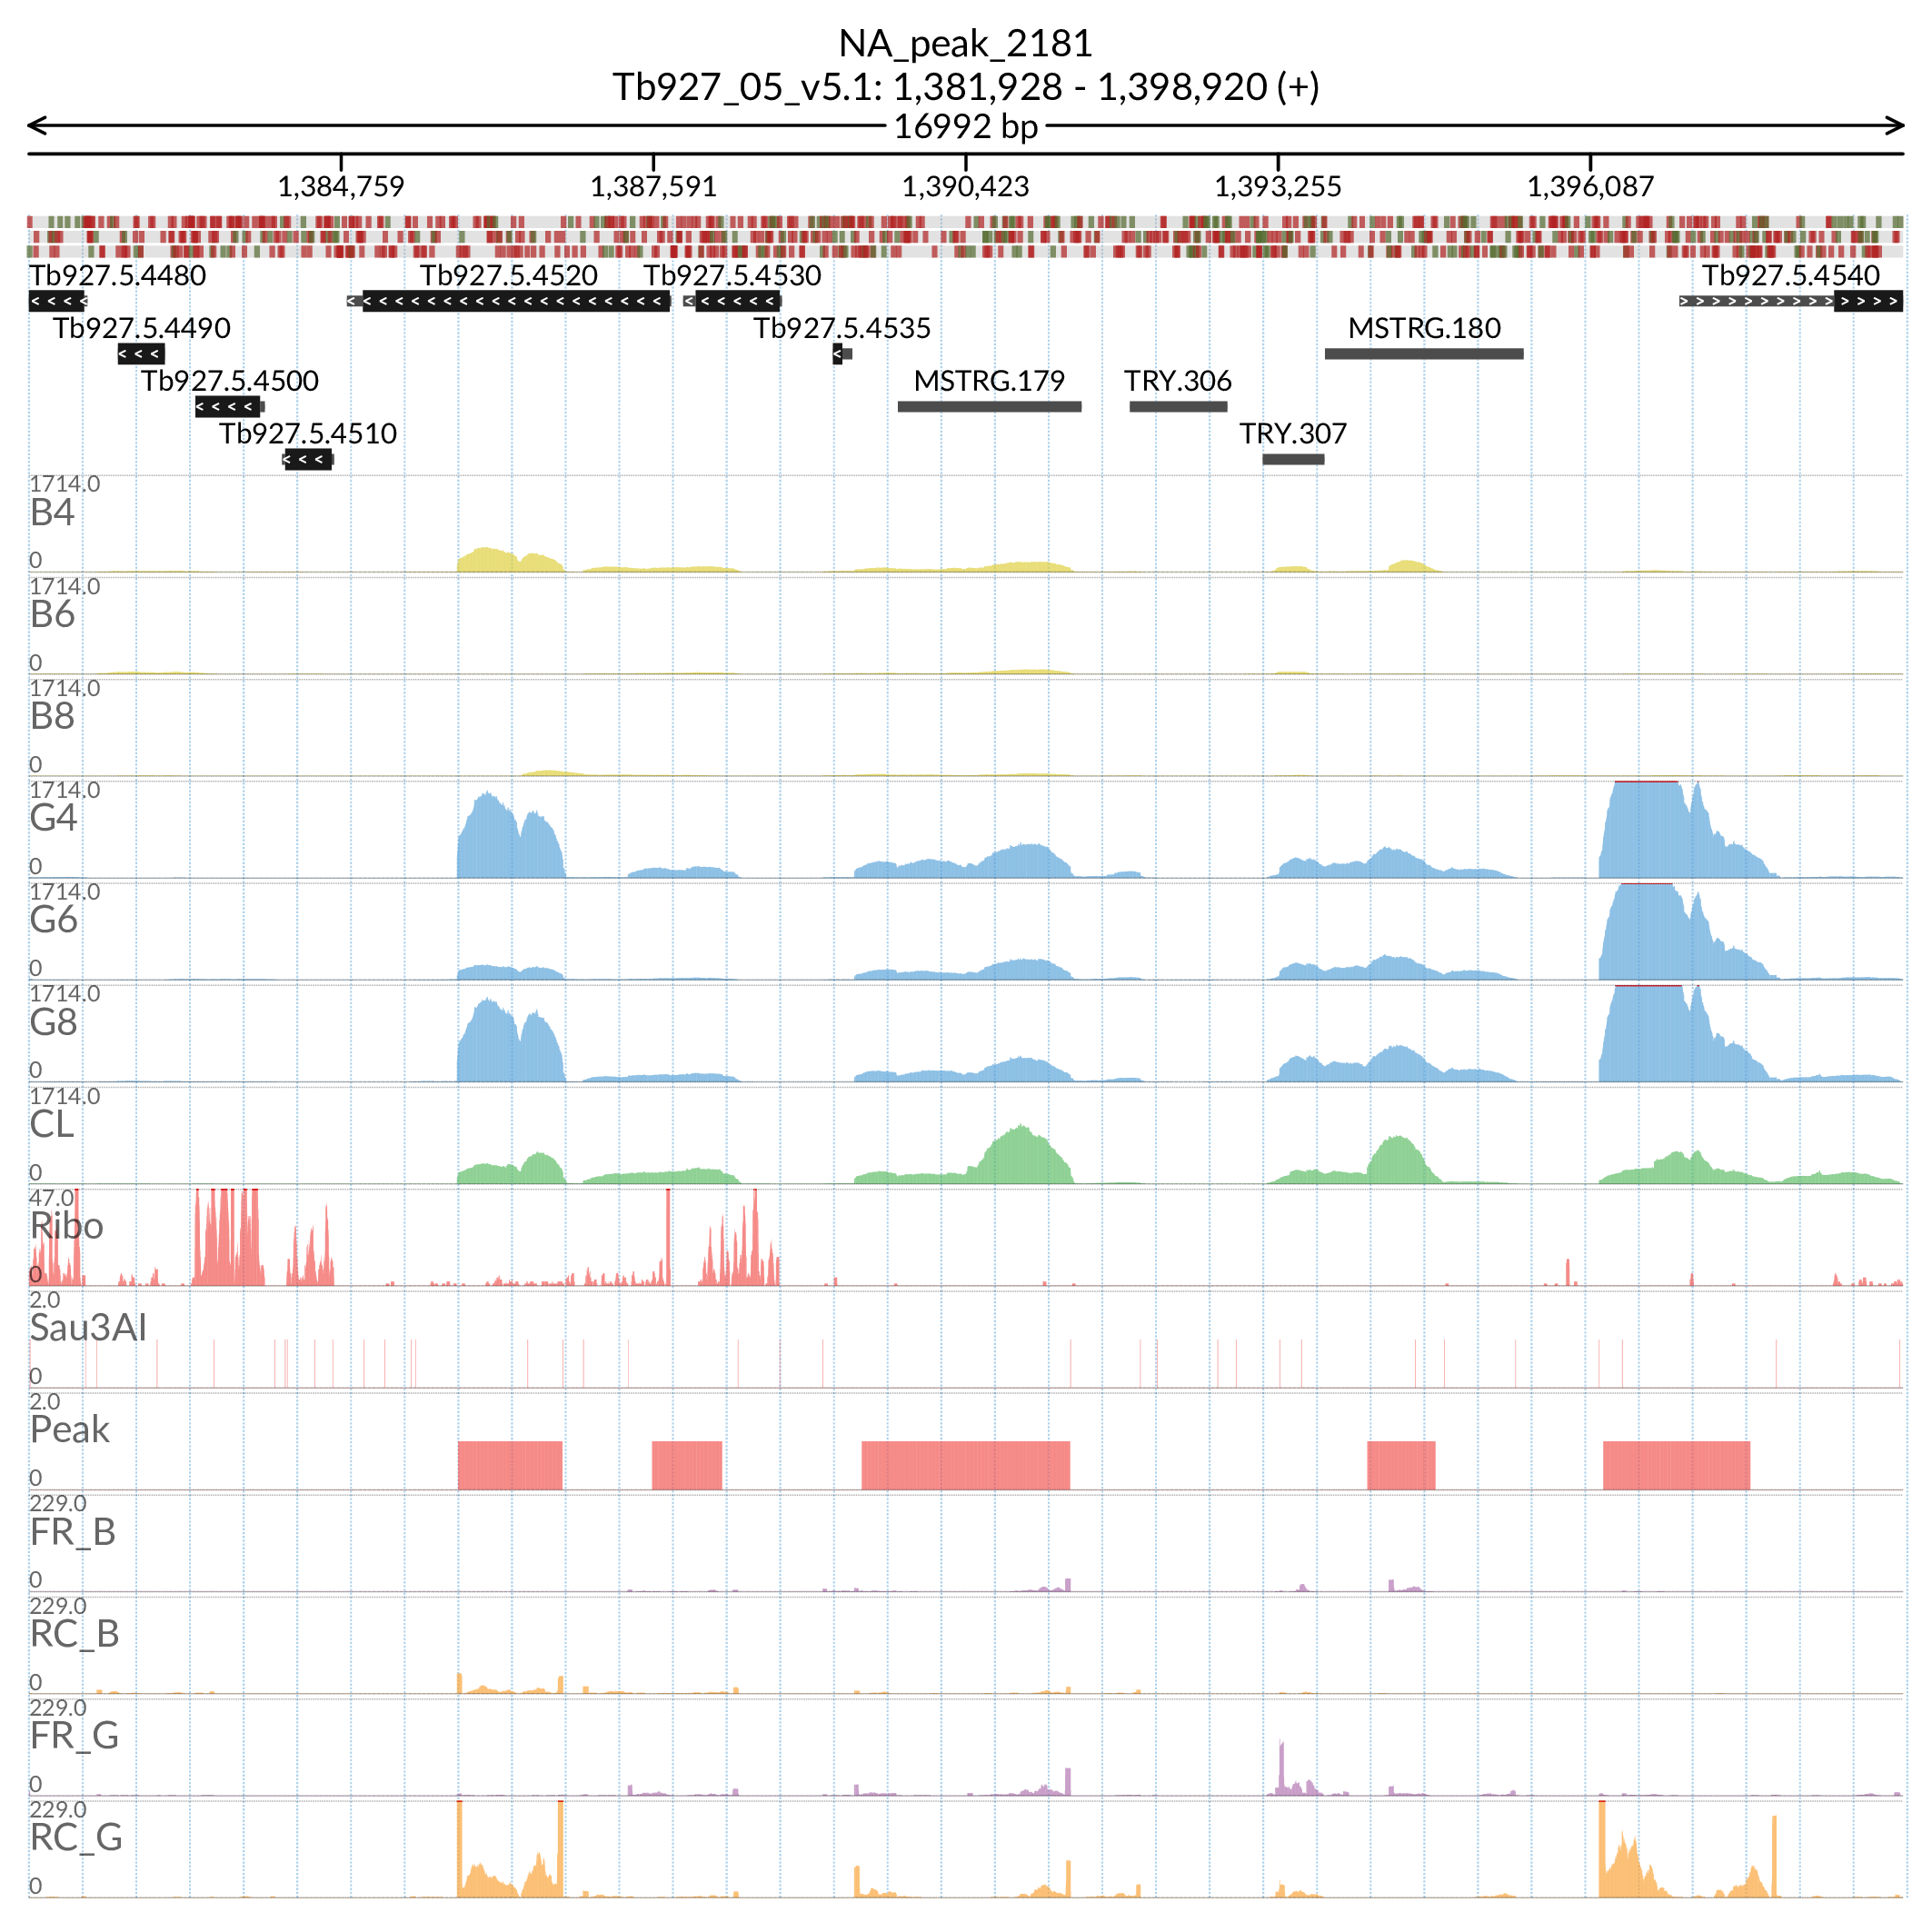 NA_peak_2181
Tb927_05_v5.1: 1,381,928 - 1,398,920 (+)
16992 bp
1,384,759 1,387,591 1,390,423 1,393,255 1,396,087
Tb927.5.4480 Tb927.5.4520 Tb927.5.4530 Tb927.5.4540
Tb927.5.4490 Tb927.5.4535 MSTRG.180
Tb927.5.4500 MSTRG.179 TRY.306
Tb927.5.4510 TRY.307
1714.0
B4
0
1714.0
B6
0
1714.0
B8
0
1714.0
G4
0
1714.0
G6
0
1714.0
G8
0
1714.0
CL
0
47.0
Ribo
0
2.0
Sau3AI
0
2.0
Peak
0
229.0
FR_B
0
229.0
RC_B
0
229.0
FR_G
0
229.0
RC_G
0